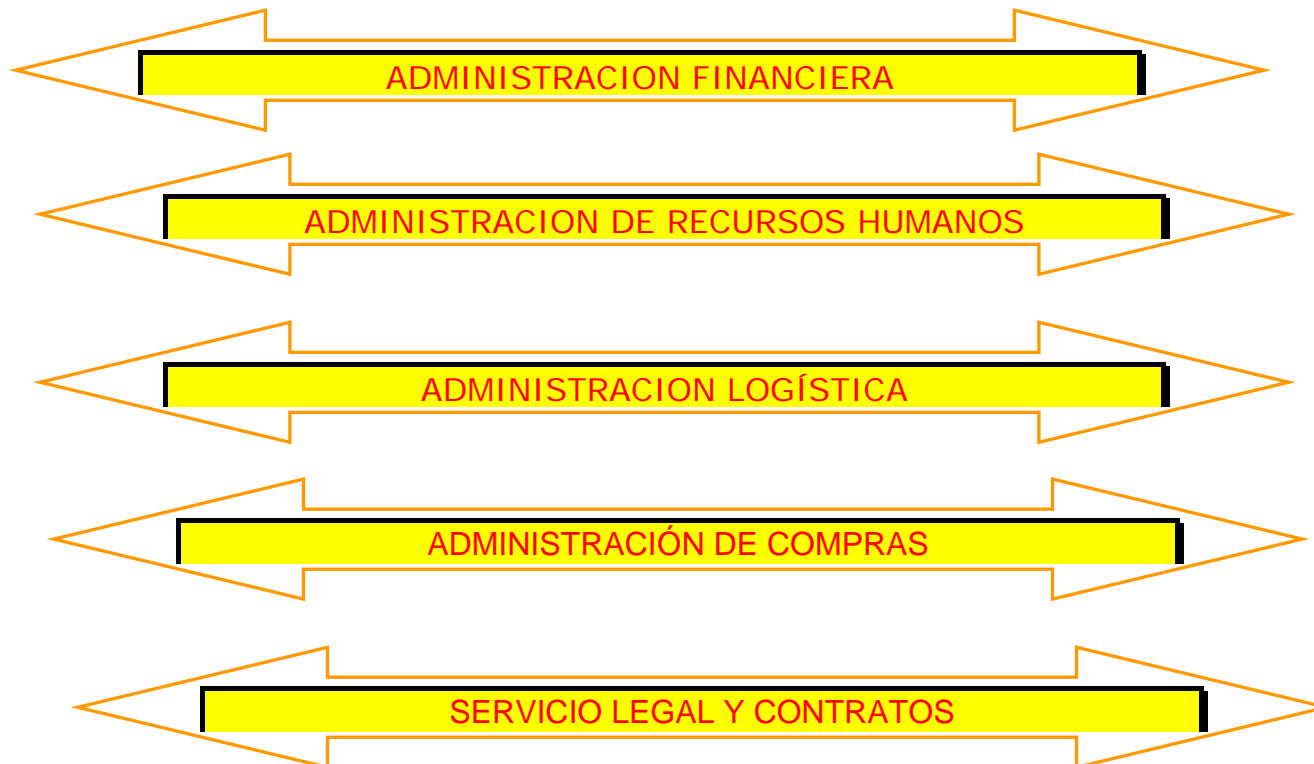 ADMINISTRACION FINANCIERA
ADMINISTRACION DE RECURSOS HUMANOS
ADMINISTRACION LOGÍSTICA
ADMINISTRACIÓN DE COMPRAS
SERVICIO LEGAL Y CONTRATOS